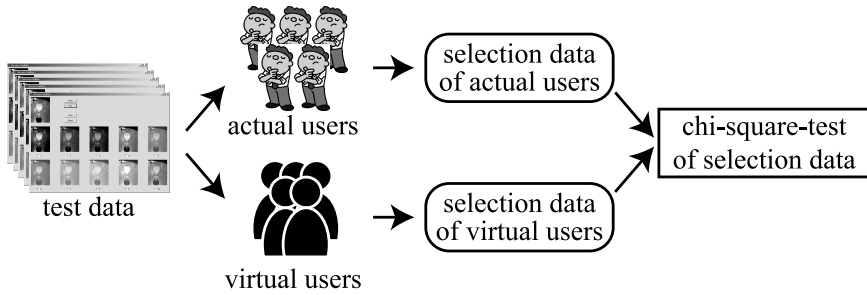 test data
actual users
virtual users
selection data
of actual users
selection data
of virtual users
chi-square-test
of selection data